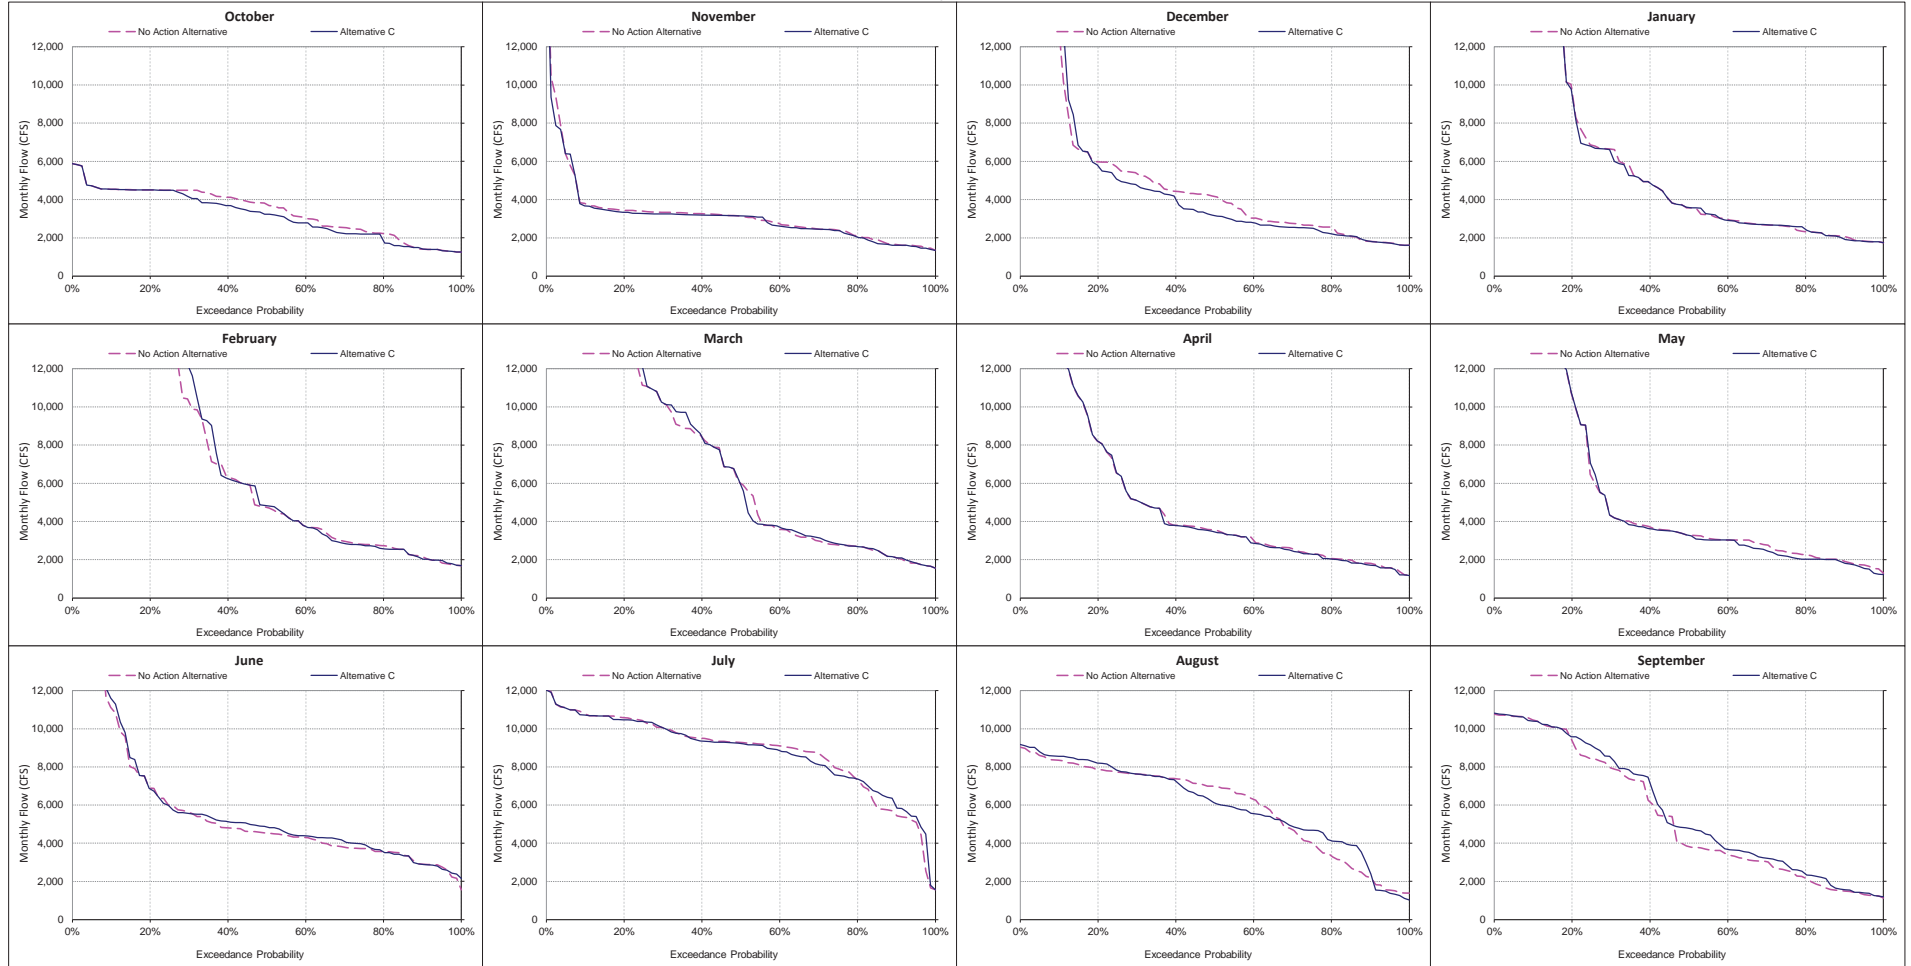 October
No Action Alternative Alternative C
Monthly Flow (CFS)
12,000
10,000
8,000
6,000
4,000
2,000
0
0% 20% 40% 60% 80% 100%
Exceedance Probability
November
No Action Alternative Alternative C
Monthly Flow (CFS)
12,000
10,000
8,000
6,000
4,000
2,000
0
0% 20% 40% 60% 80% 100%
Exceedance Probability
December
No Action Alternative Alternative C
Monthly Flow (CFS)
12,000
10,000
8,000
6,000
4,000
2,000
0
0% 20% 40% 60% 80% 100%
Exceedance Probability
January
No Action Alternative Alternative C
Monthly Flow (CFS)
12,000
10,000
8,000
6,000
4,000
2,000
0
0% 20% 40% 60% 80% 100%
Exceedance Probability
February
No Action Alternative Alternative C
Monthly Flow (CFS)
12,000
10,000
8,000
6,000
4,000
2,000
0
0% 20% 40% 60% 80% 100%
Exceedance Probability
March
No Action Alternative Alternative C
Monthly Flow (CFS)
12,000
10,000
8,000
6,000
4,000
2,000
0
0% 20% 40% 60% 80% 100%
Exceedance Probability
April
No Action Alternative Alternative C
Monthly Flow (CFS)
12,000
10,000
8,000
6,000
4,000
2,000
0
0% 20% 40% 60% 80% 100%
Exceedance Probability
May
No Action Alternative Alternative C
Monthly Flow (CFS)
12,000
10,000
8,000
6,000
4,000
2,000
0
0% 20% 40% 60% 80% 100%
Exceedance Probability
June
No Action Alternative Alternative C
Monthly Flow (CFS)
12,000
10,000
8,000
6,000
4,000
2,000
0
0% 20% 40% 60% 80% 100%
Exceedance Probability
July
No Action Alternative Alternative C
Monthly Flow (CFS)
12,000
10,000
8,000
6,000
4,000
2,000
0
0% 20% 40% 60% 80% 100%
Exceedance Probability
August
No Action Alternative Alternative C
Monthly Flow (CFS)
12,000
10,000
8,000
6,000
4,000
2,000
0
0% 20% 40% 60% 80% 100%
Exceedance Probability
September
No Action Alternative Alternative C
Monthly Flow (CFS)
12,000
10,000
8,000
6,000
4,000
2,000
0
0% 20% 40% 60% 80% 100%
Exceedance Probability